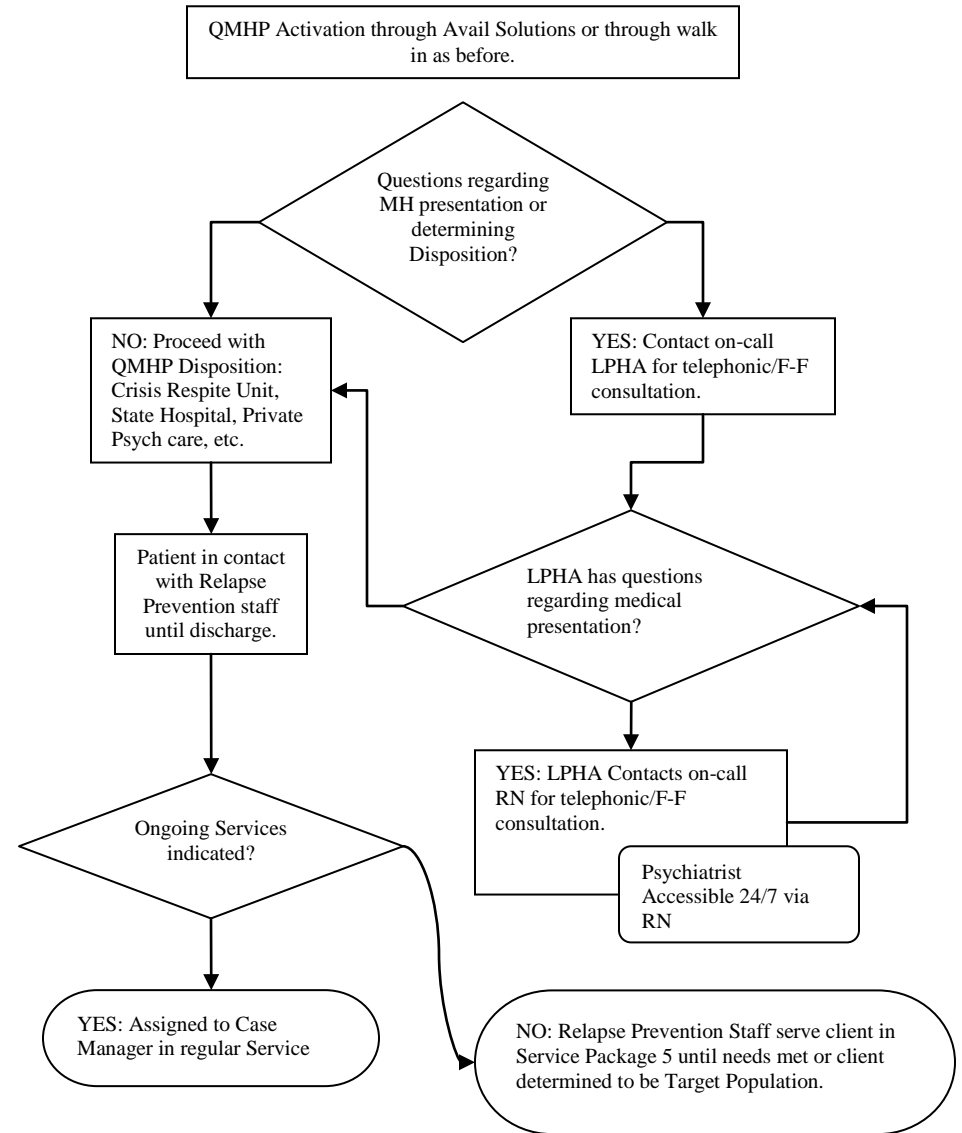 QMHP Activation through Avail Solutions or through walk
in as before.
Questions regarding
MH presentation or
determining
Disposition?
NO: Proceed with
QMHP Disposition:
Crisis Respite Unit,
State Hospital, Private
Psych care, etc.
YES: Contact on-call
LPHA for telephonic/F-F
consultation.
Patient in contact
with Relapse
Prevention staff
until discharge.
LPHA has questions
regarding medical
presentation?
YES: LPHA Contacts on-call
RN for telephonic/F-F
consultation.
Psychiatrist
Accessible 24/7 via
RN
Ongoing Services
indicated?
YES: Assigned to Case
Manager in regular Service
NO: Relapse Prevention Staff serve client in
Service Package 5 until needs met or client
determined to be Target Population.